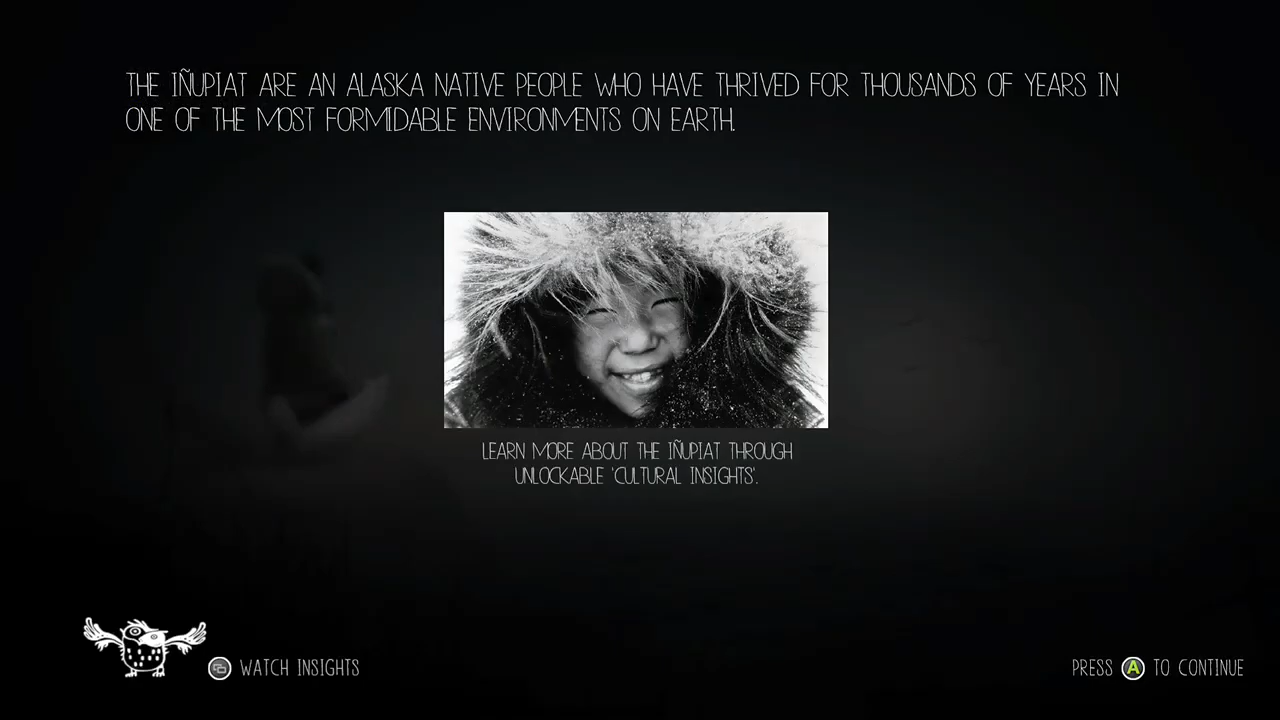 THE IÑUPIAT ARE AN ALASKA NATIVE PEOPLE WHO HAVE THRIVED FOR THOUSANDS OF YEARS IN
ONE OF THE MOST FORMIDABLE ENVIRONMENTS ON EARTH.
LEARN MORE ABOUT THE IÑUPIAT THROUGH
UNLOCKABLE 'CULTURAL INSIGHTS'.
WATCH INSIGHTS
PRESS A TO CONTINUE